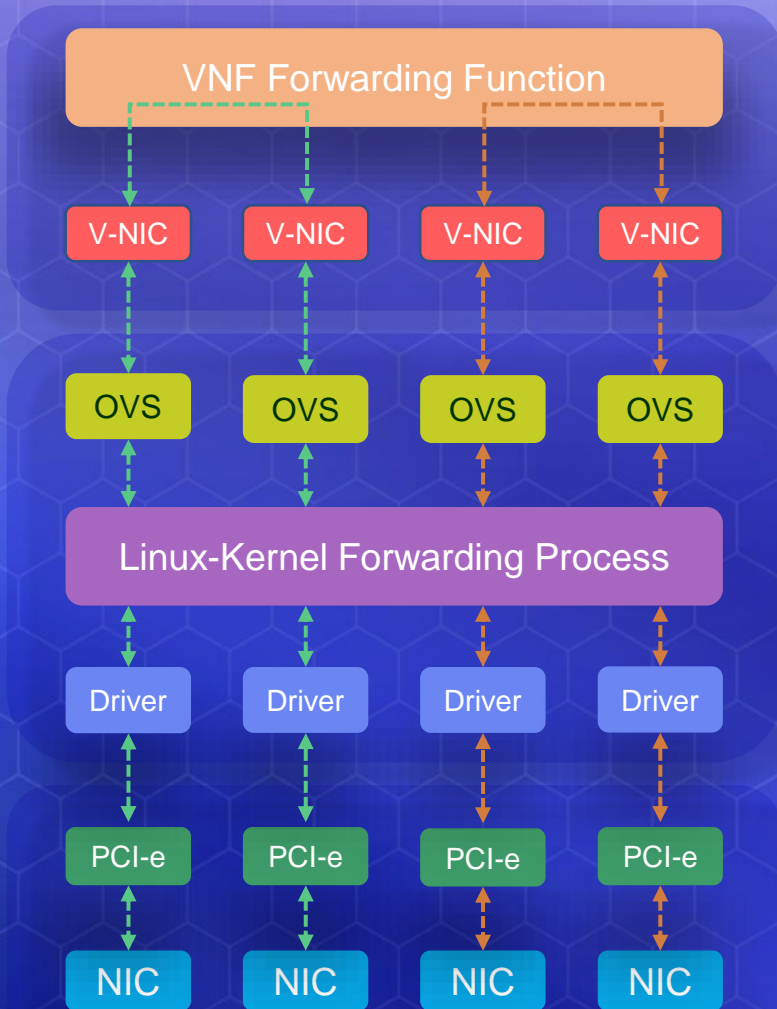 VNF Forwarding Function
V-NIC V-NIC V-NIC V-NIC
OVS OVS OVS OVS
Linux-Kernel Forwarding Process
Driver Driver Driver Driver
PCI-e PCI-e PCI-e PCI-e
NIC NIC NIC NIC